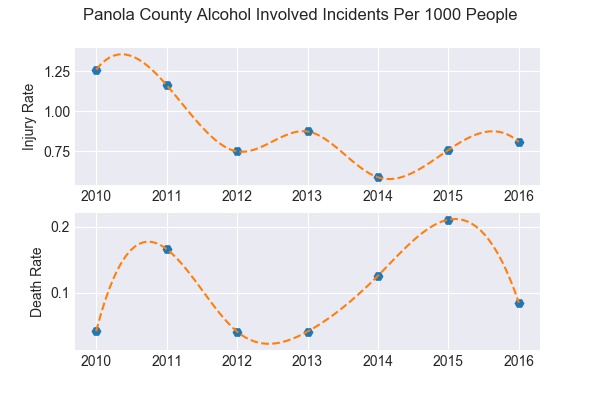 Panola County Alcohol Involved Incidents Per 1000 People
Injury Rate
1.25
1.00
0.75
2010 2011 2012 2013 2014 2015 2016
Death Rate
0.2
0.1
2010 2011 2012 2013 2014 2015 2016